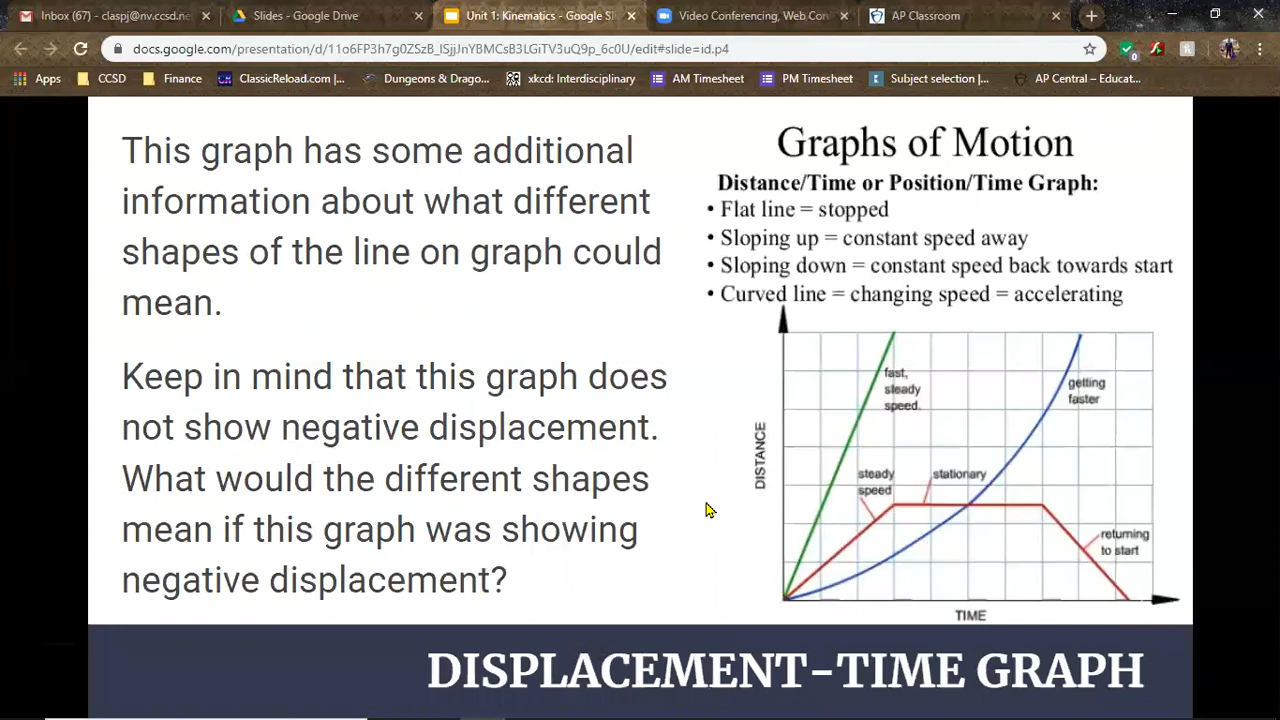 Inbox (67) - claspj@nv.ccsd.ne
Slides - Google Drive
Unit 1: Kinematics - Google Sl
Video Conferencing, Web Con
AP Classroom
docs.google.com/presentation/d/11o6FP3h7g0ZSzB_lSjjJnYBMCsB3LGiTV3uQ9p_6c0U/edit#slide=id.p4
Apps
CCSD
Finance
ClassicReload.com |...
Dungeons & Drago...
xkcd: Interdisciplinary
AM Timesheet
PM Timesheet
Subject selection |...
AP Central – Educat...
This graph has some additional
information about what different
shapes of the line on graph could
mean.
Keep in mind that this graph does
not show negative displacement.
What would the different shapes
mean if this graph was showing
negative displacement?
Graphs of Motion
Distance/Time or Position/Time Graph:
• Flat line = stopped
• Sloping up = constant speed away
• Sloping down = constant speed back towards start
• Curved line = changing speed = accelerating
fast,
steady
speed.
getting
faster
DISTANCE
steady
speed
stationary
returning
to start
TIME
DISPLACEMENT-TIME GRAPH